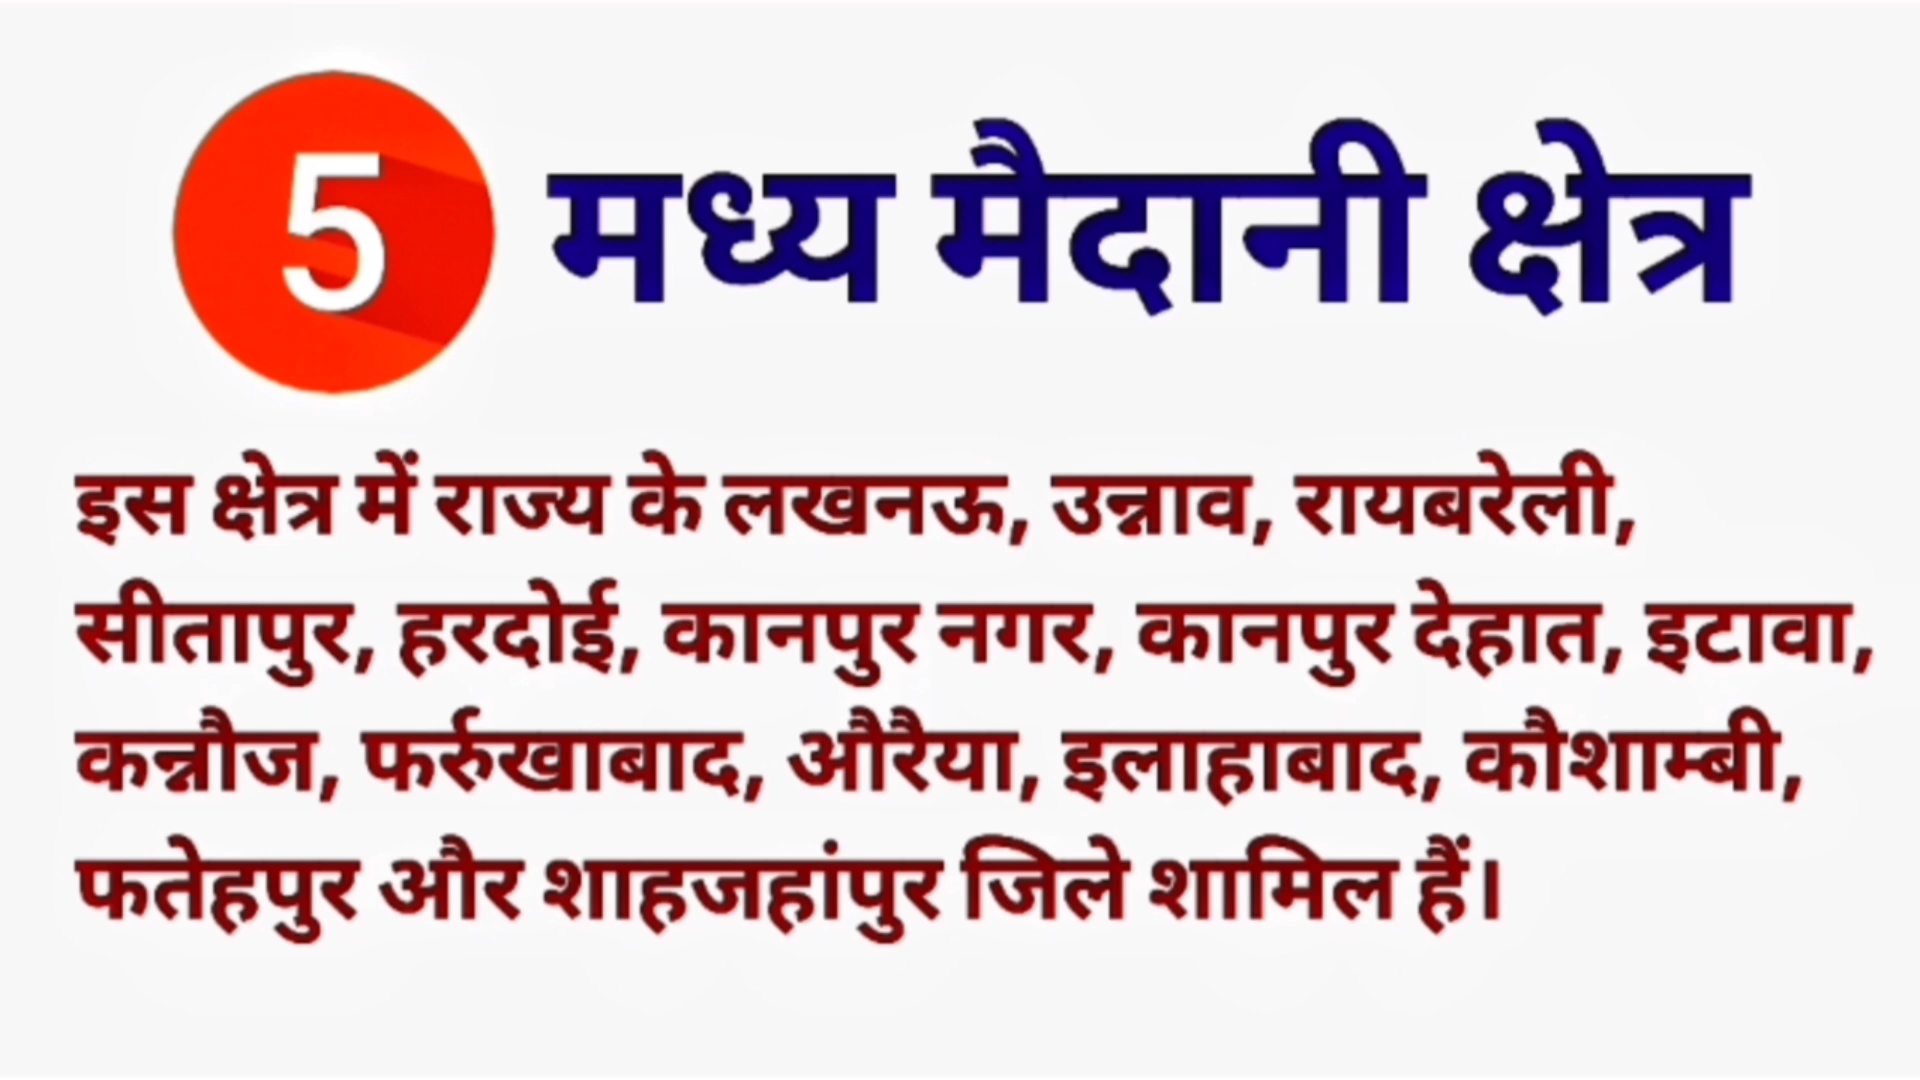 5 मध्य मैदानी क्षेत्र
इस क्षेत्र में राज्य के लखनऊ, उन्नाव, रायबरेली,
सीतापुर, हरदोई, कानपुर नगर, कानपुर देहात, इटावा,
कन्नौज, फर्रुखाबाद, औरैया, इलाहाबाद, कौशाम्बी,
फतेहपुर और शाहजहांपुर जिले शामिल हैं।